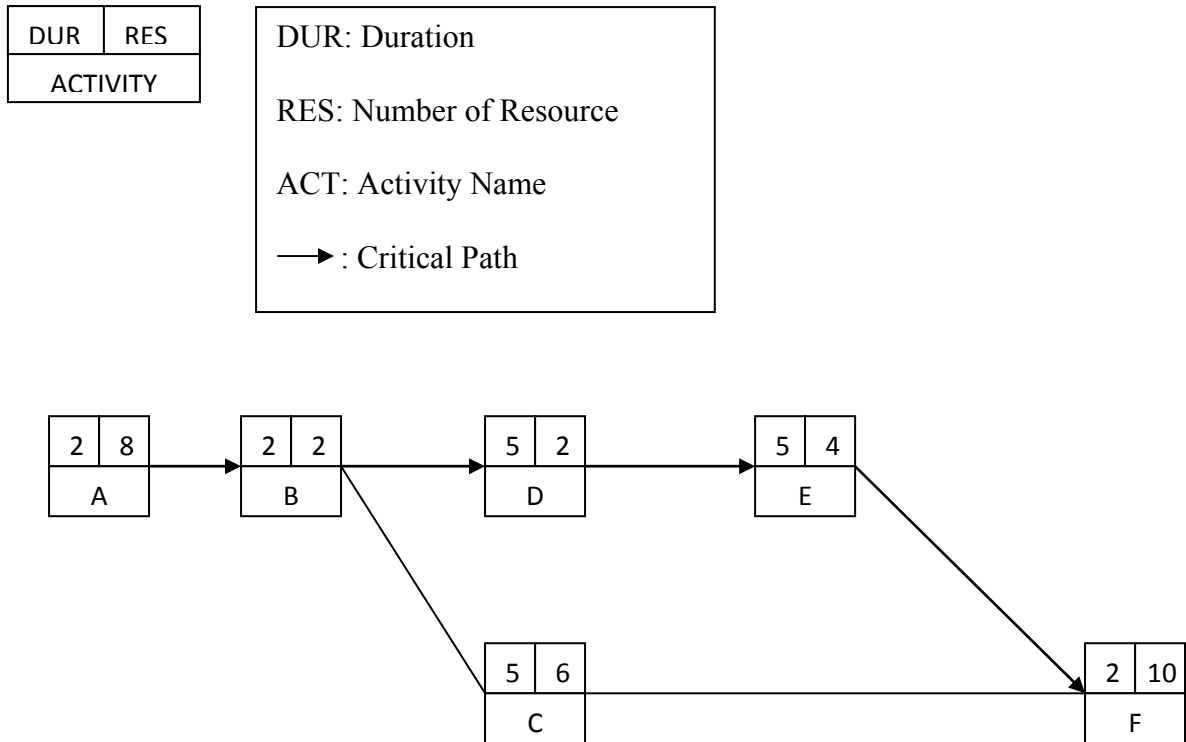 DUR RES
ACTIVITY
DUR: Duration
RES: Number of Resource
ACT: Activity Name
: Critical Path
2 8
A
2 2
B
5 2
D
5 4
E
5 6
C
2 10
F